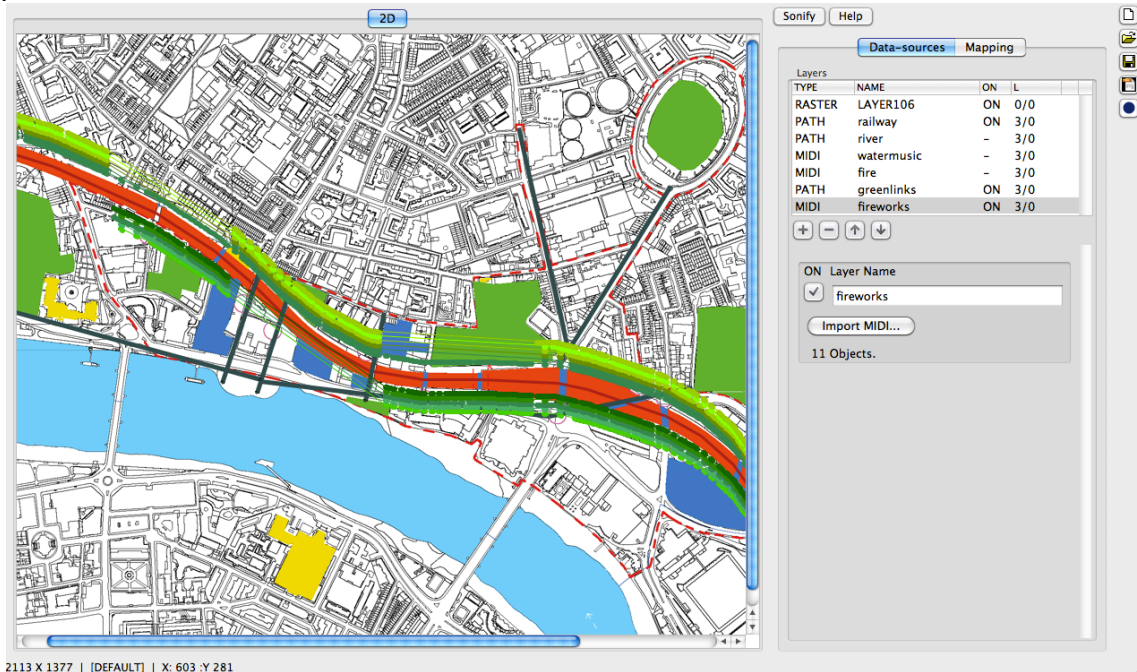 2D
Sonify Help
Data-sources Mapping
Layers
TYPE NAME ON L
RASTER LAYER106 ON 0/0
PATH railway ON 3/0
PATH river – 3/0
MIDI watermusic – 3/0
MIDI fire – 3/0
PATH greenlinks ON 3/0
MIDI fireworks ON 3/0
ON Layer Name
fireworks
Import MIDI...
11 Objects.
2113 X 1377 | [DEFAULT] | X: 603 :Y 281